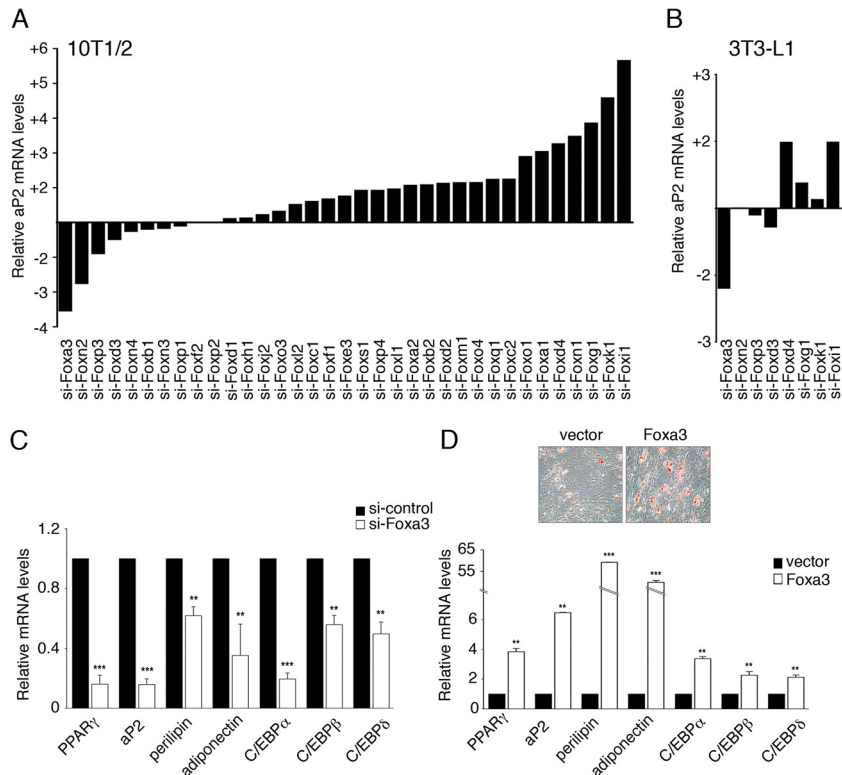 A
10T1/2
Relative aP2 mRNA levels
+6
+5
+4
+3
+2
-2
-3
-4
si-Foxa3
si-Foxn2
si-Foxp3
si-Foxd3
si-Foxn4
si-Foxb1
si-Foxn3
si-Foxp1
si-Foxf2
si-Foxp2
si-Foxd1
si-Foxh1
si-Foxj2
si-Foxo3
si-Foxl2
si-Foxc1
si-Foxf1
si-Foxe3
si-Foxs1
si-Foxp4
si-Foxl1
si-Foxa2
si-Foxb2
si-Foxd2
si-Foxm1
si-Foxo4
si-Foxq1
si-Foxc2
si-Foxo1
si-Foxa1
si-Foxd4
si-Foxn1
si-Foxg1
si-Foxk1
si-Foxi1
B
3T3-L1
Relative aP2 mRNA levels
+3
+2
-2
-3
si-Foxa3
si-Foxn2
si-Foxp3
si-Foxd3
si-Foxd4
si-Foxg1
si-Foxk1
si-Foxi1
C
si-control
si-Foxa3
Relative mRNA levels
1.2
0.8
0.4
0
***
***
**
**
***
**
**
PPARγ
aP2
perilipin
adiponectin
C/EBPα
C/EBPβ
C/EBPδ
D
vector
Foxa3
vector
Foxa3
Relative mRNA levels
65
55
6
4
2
0
**
**
***
***
**
**
**
PPARγ
aP2
perilipin
adiponectin
C/EBPα
C/EBPβ
C/EBPδ